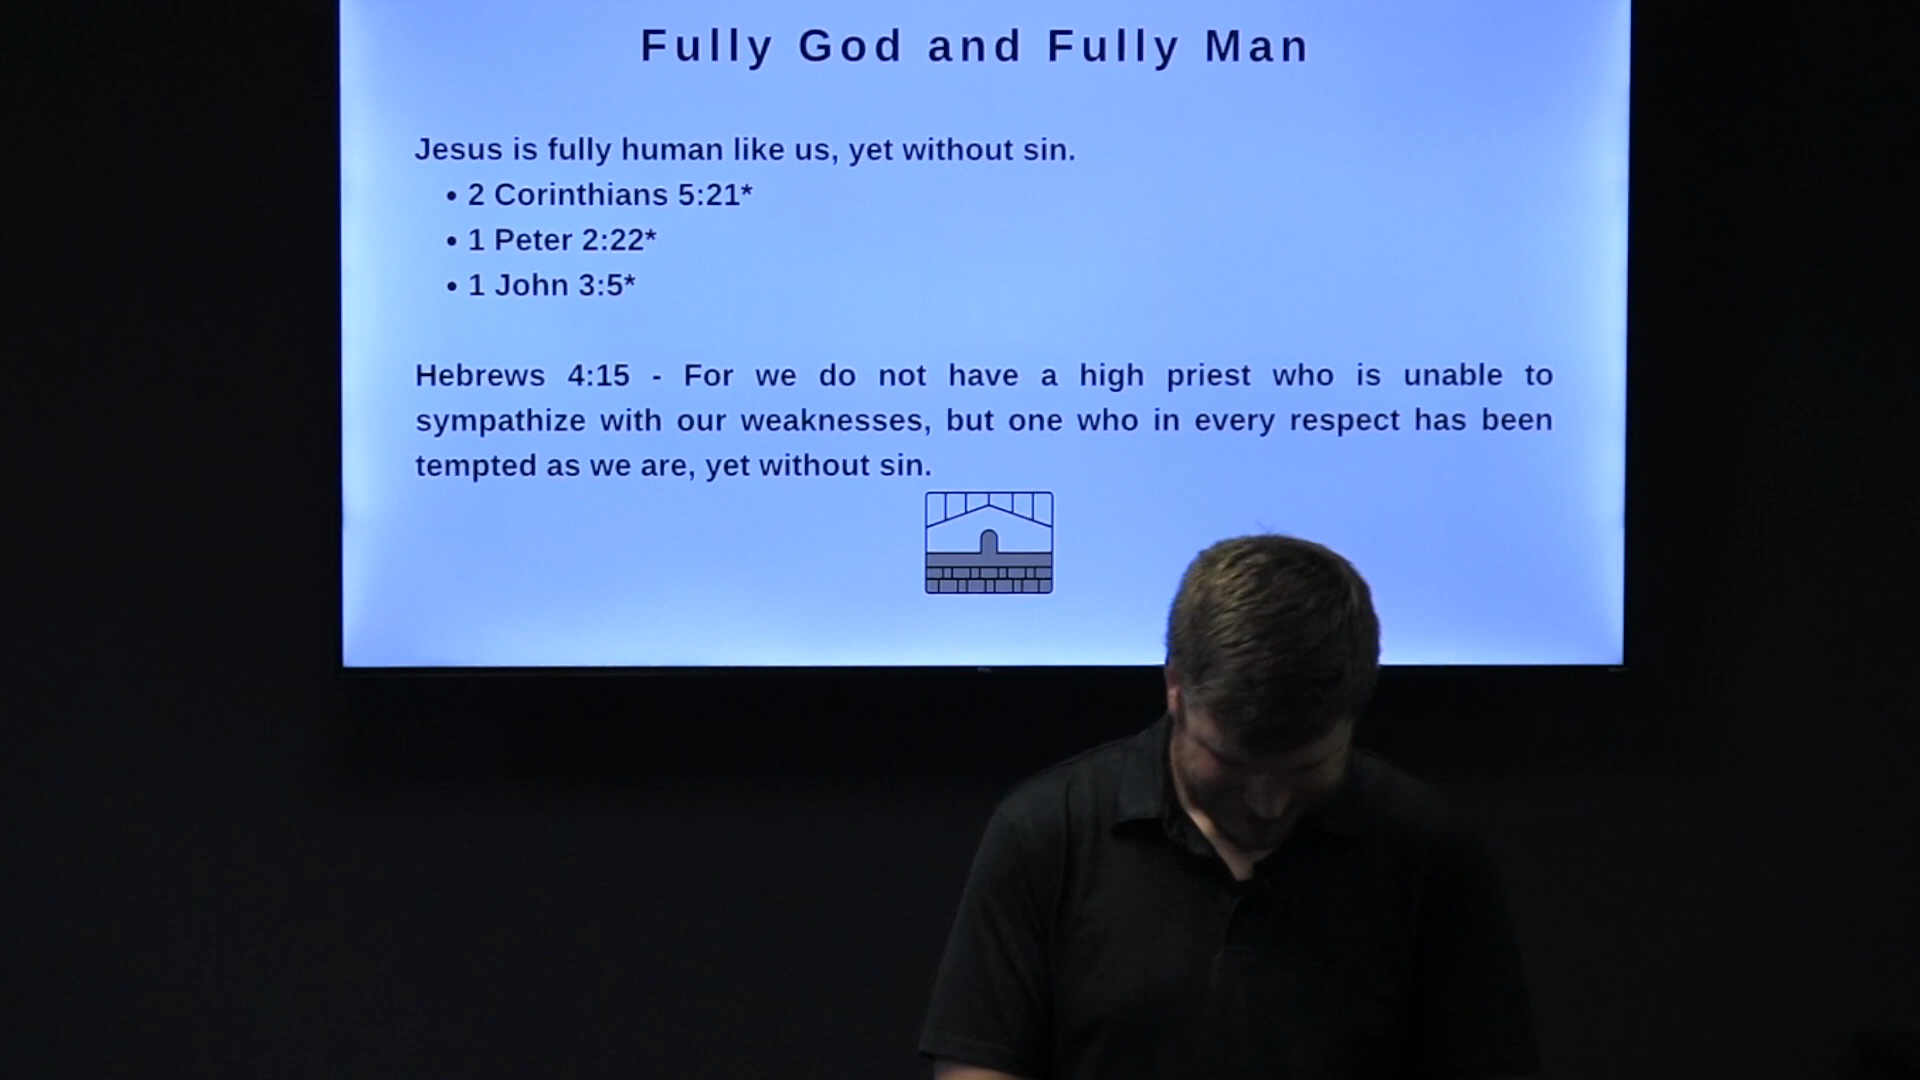 Fully God and Fully Man
Jesus is fully human like us, yet without sin.
• 2 Corinthians 5:21*
• 1 Peter 2:22*
• 1 John 3:5*
Hebrews 4:15 - For we do not have a high priest who is unable to
sympathize with our weaknesses, but one who in every respect has been
tempted as we are, yet without sin.